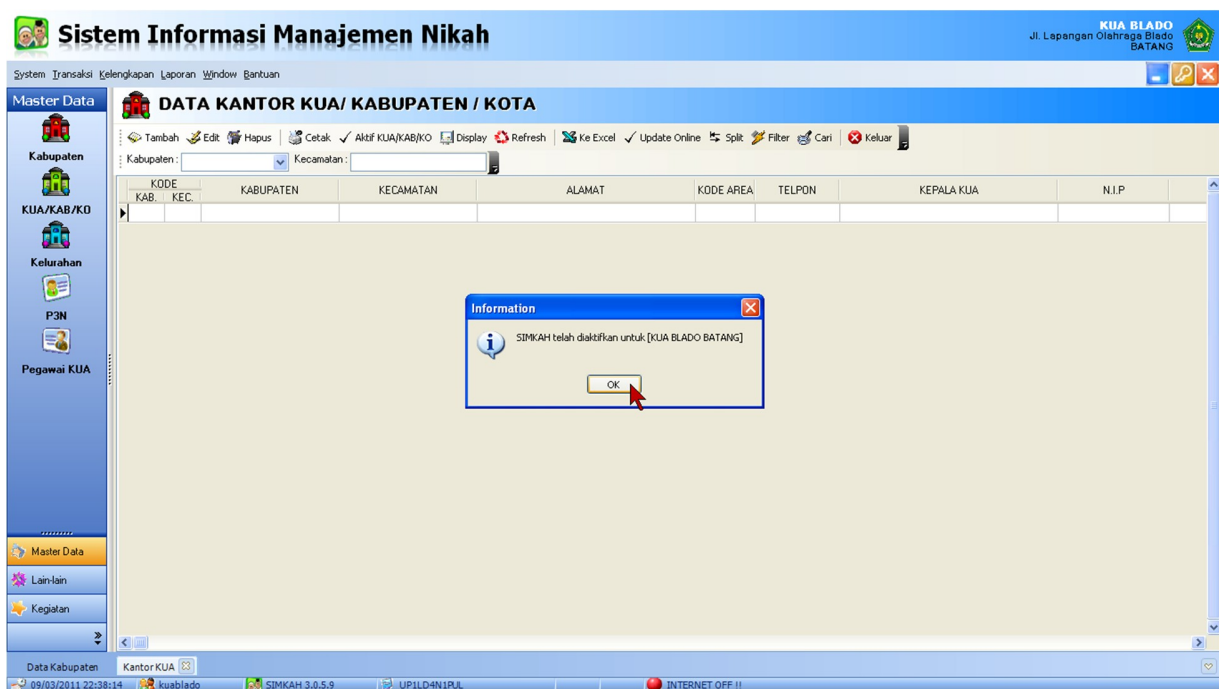 Sistem Informasi Manajemen Nikah
KUA BLADO
Jl. Lapangan Olahraga Blado
BATANG
System Transaksi Kelengkapan Laporan Window Bantuan
Master Data
DATA KANTOR KUA/ KABUPATEN / KOTA
Tambah Edit Hapus Cetak Aktif KUA/KAB/KO Display Refresh Ke Excel Update Online Split Filter Cari Keluar
Kabupaten : Kecamatan :
KODE
KAB. KEC. KABUPATEN KECAMATAN ALAMAT KODE AREA TELPON KEPALA KUA N.I.P
Kabupaten
KUA/KAB/KO
Kelurahan
P3N
Pegawai KUA
Information
SIMKAH telah diaktifkan untuk [KUA BLADO BATANG]
OK
Master Data
Lain-lain
Kegiatan
Data Kabupaten Kantor KUA
09/03/2011 22:38:14 kuablado SIMKAH 3.0.5.9 UP1LD4N1PUL INTERNET OFF !!